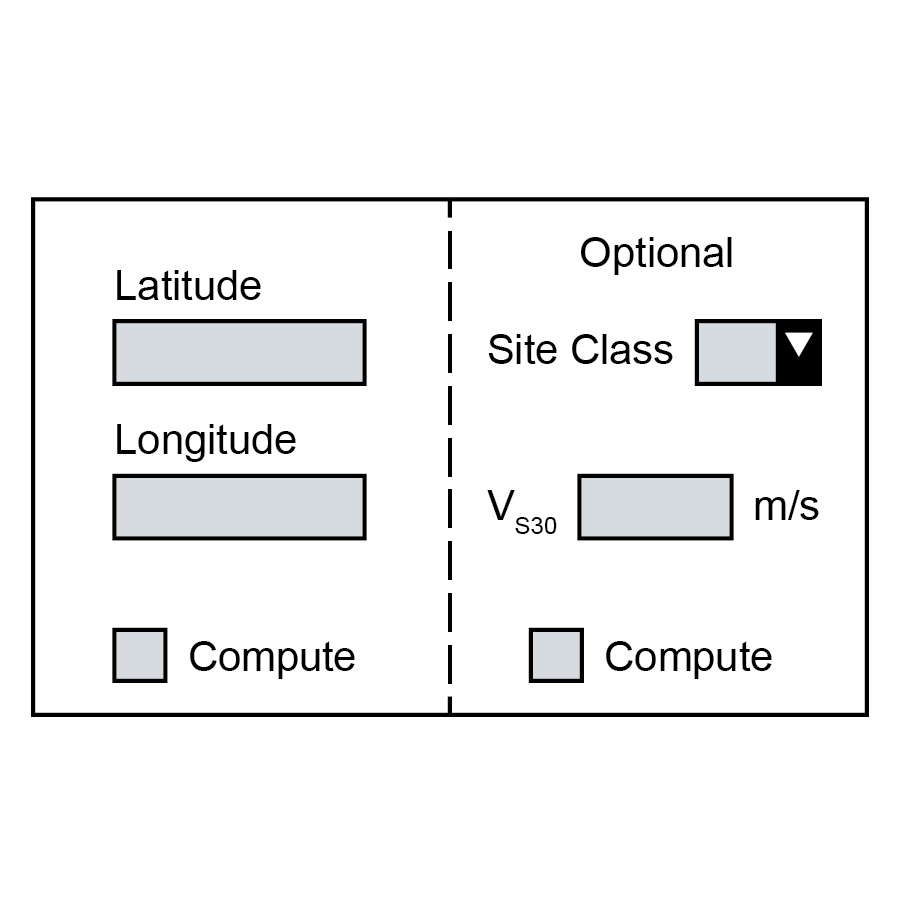 Latitude
Longitude
Compute
Optional
Site Class
VS30 m/s
Compute